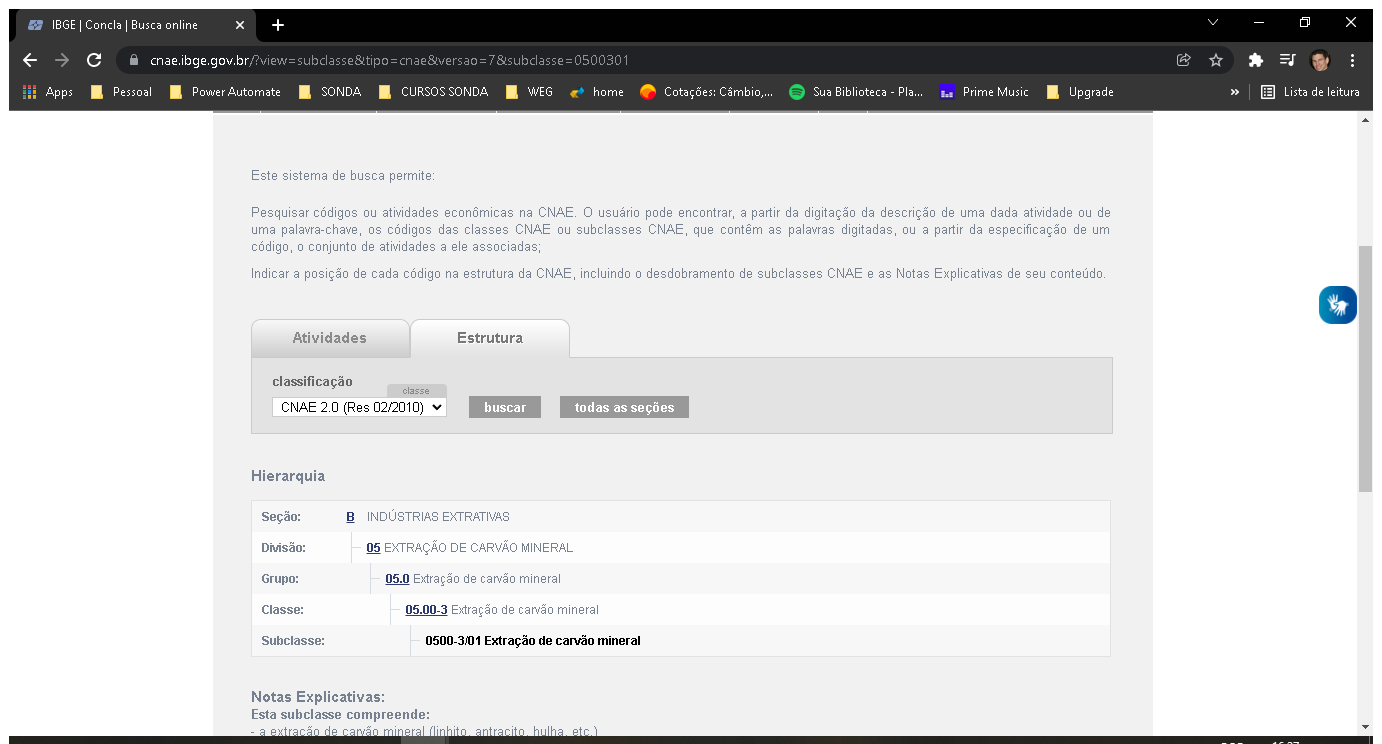 IBGE | Concla | Busca online
cnae.ibge.gov.br/?view=subclasse&tipo=cnae&versao=7&subclasse=0500301
Apps Pessoal Power Automate SONDA CURSOS SONDA WEG home Cotações: Câmbio,... Sua Biblioteca - Pla... Prime Music Upgrade » Lista de leitura
Este sistema de busca permite:
Pesquisar códigos ou atividades econômicas na CNAE. O usuário pode encontrar, a partir da digitação da descrição de uma dada atividade ou de
uma palavra-chave, os códigos das classes CNAE ou subclasses CNAE, que contêm as palavras digitadas, ou a partir da especificação de um
código, o conjunto de atividades a ele associadas;
Indicar a posição de cada código na estrutura da CNAE, incluindo o desdobramento de subclasses CNAE e as Notas Explicativas de seu conteúdo.
Atividades Estrutura
classificação
classe
CNAE 2.0 (Res 02/2010) buscar todas as seções
Hierarquia
Seção: B INDÚSTRIAS EXTRATIVAS
Divisão: 05 EXTRAÇÃO DE CARVÃO MINERAL
Grupo: 05.0 Extração de carvão mineral
Classe: 05.00-3 Extração de carvão mineral
Subclasse: 0500-3/01 Extração de carvão mineral
Notas Explicativas:
Esta subclasse compreende:
- a extração de carvão mineral (linhito, antracito, hulha, etc.)